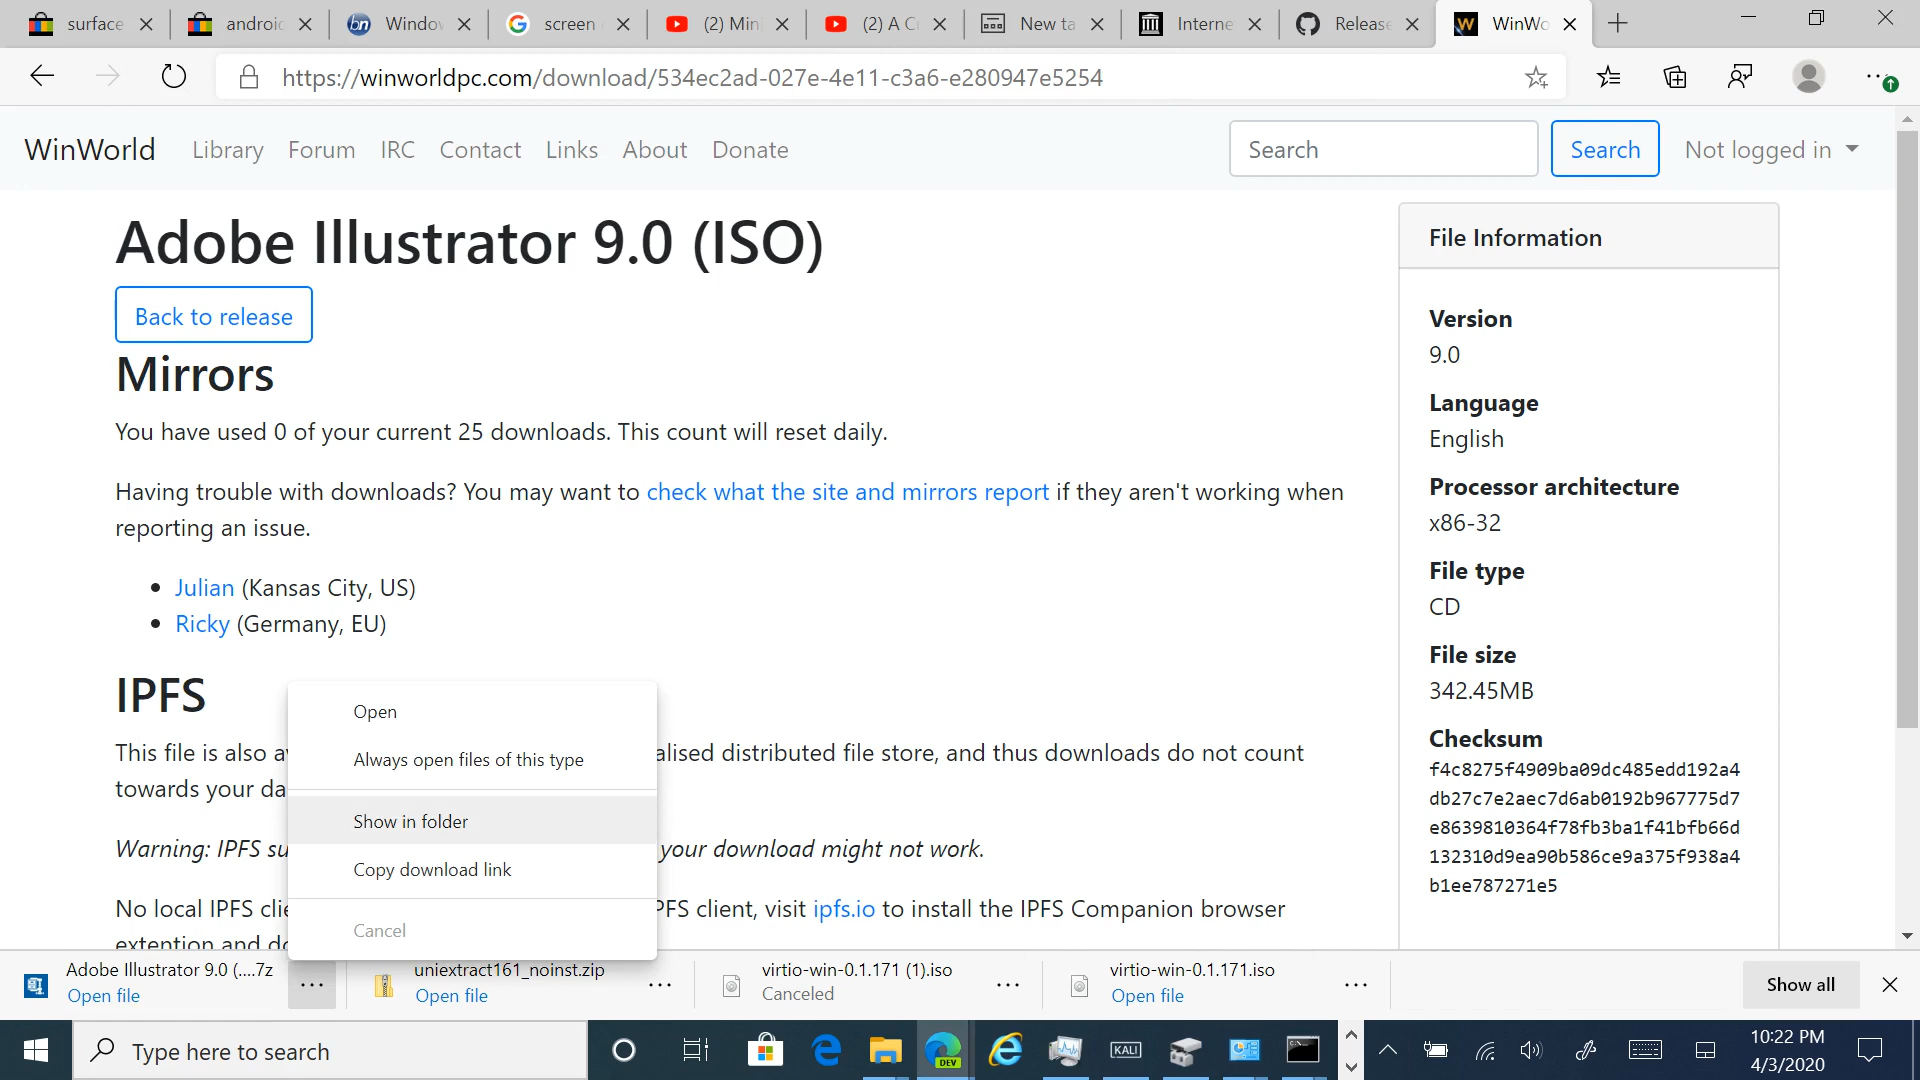 surface
android
Window
screen
(2) Min
(2) A C
New ta
Interne
Release
WinWo
https://winworldpc.com/download/534ec2ad-027e-4e11-c3a6-e280947e5254
WinWorld
Library
Forum
IRC
Contact
Links
About
Donate
Search
Search
Not logged in
Adobe Illustrator 9.0 (ISO)
Back to release
Mirrors
You have used 0 of your current 25 downloads. This count will reset daily.
Having trouble with downloads? You may want to check what the site and mirrors report if they aren't working when
reporting an issue.
Julian (Kansas City, US)
Ricky (Germany, EU)
IPFS
This file is also av
alised distributed file store, and thus downloads do not count
towards your da
Warning: IPFS su
your download might not work.
No local IPFS clie
PFS client, visit ipfs.io to install the IPFS Companion browser
extention and do
Open
Always open files of this type
Show in folder
Copy download link
Cancel
File Information
Version
9.0
Language
English
Processor architecture
x86-32
File type
CD
File size
342.45MB
Checksum
f4c8275f4909ba09dc485edd192a4
db27c7e2aec7d6ab0192b967775d7
e8639810364f78fb3ba1f41bfb66d
132310d9ea90b586ce9a375f938a4
b1ee787271e5
Adobe Illustrator 9.0 (....7z
Open file
uniextract161_noinst.zip
Open file
virtio-win-0.1.171 (1).iso
Canceled
virtio-win-0.1.171.iso
Open file
Show all
Type here to search
DEV
KALI
10:22 PM
4/3/2020